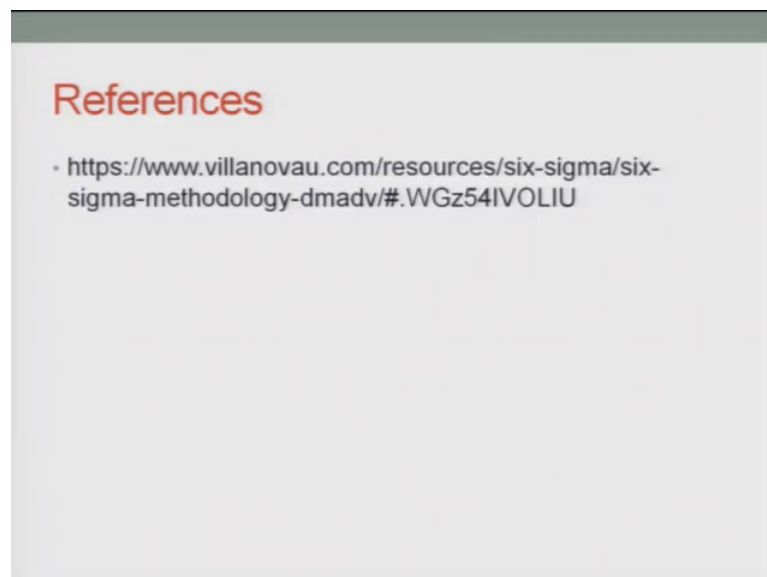 References
• https://www.villanovau.com/resources/six-sigma/six-
sigma-methodology-dmadv/#.WGz54IVOLIU